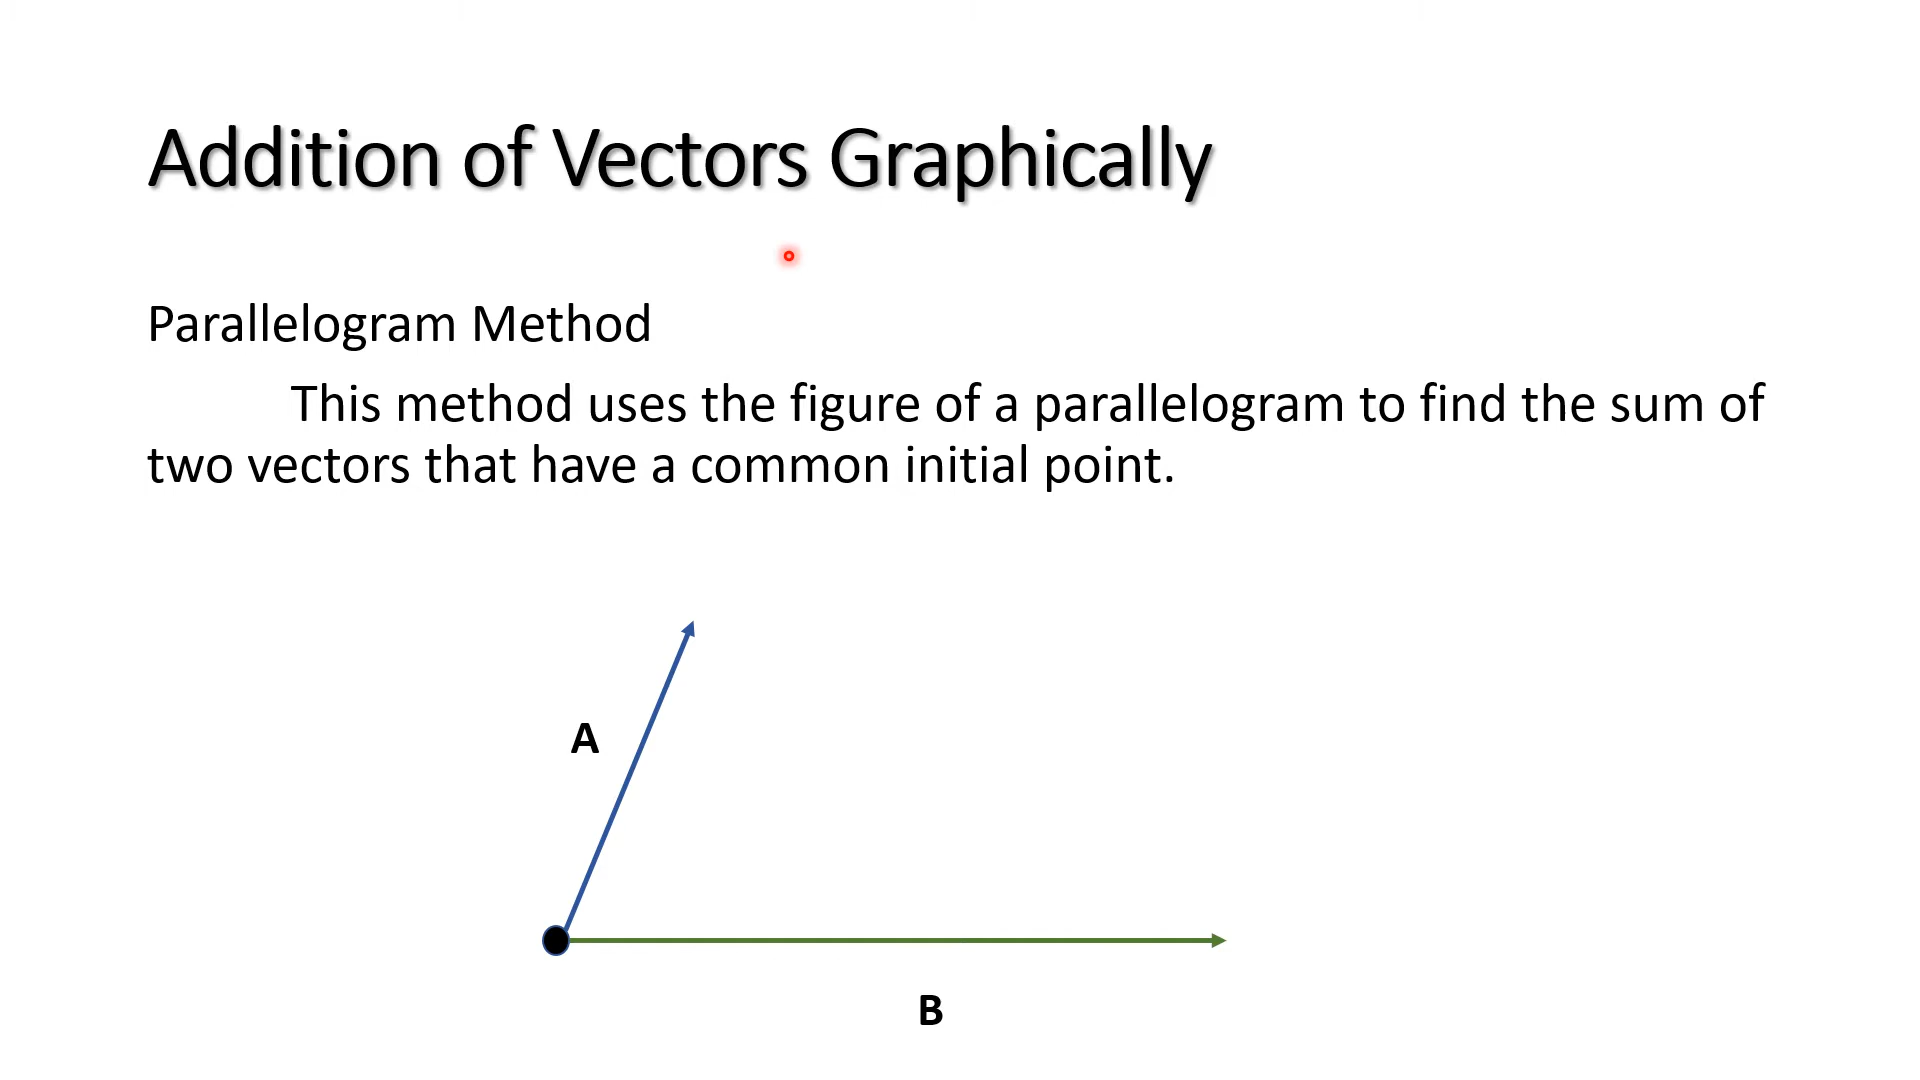 Addition of Vectors Graphically
Parallelogram Method
This method uses the figure of a parallelogram to find the sum of
two vectors that have a common initial point.
A
B